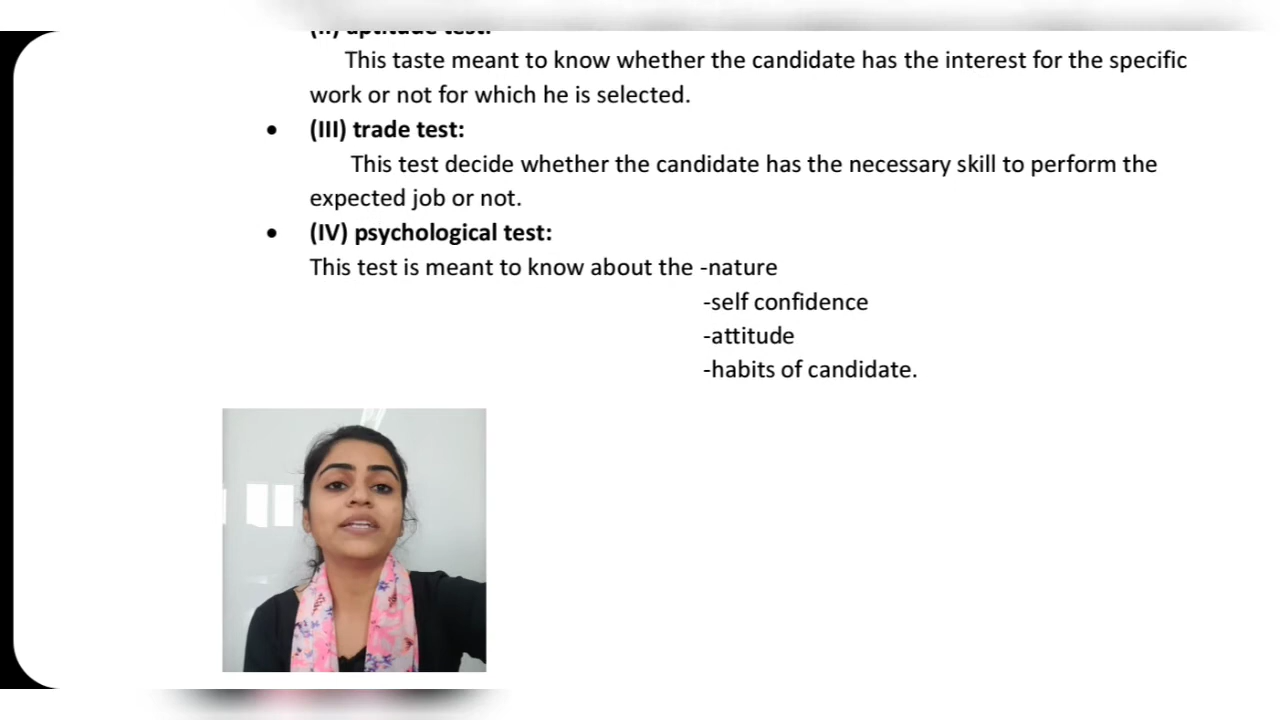 (II) aptitude test:
This taste meant to know whether the candidate has the interest for the specific
work or not for which he is selected.
• (III) trade test:
This test decide whether the candidate has the necessary skill to perform the
expected job or not.
• (IV) psychological test:
This test is meant to know about the -nature
-self confidence
-attitude
-habits of candidate.